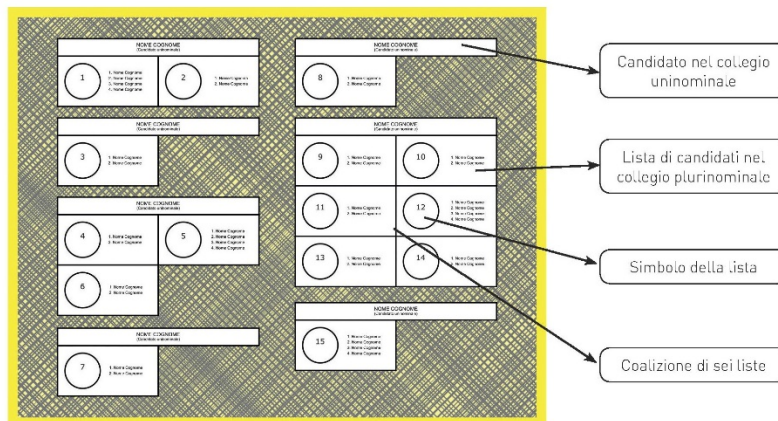 NOME COGNOME
(Candidato uninominale)
1
1. Nome Cognome
2. Nome Cognome
3. Nome Cognome
4. Nome Cognome
2
1. Nome Cognome
2. Nome Cognome
NOME COGNOME
(Candidato uninominale)
3
1. Nome Cognome
2. Nome Cognome
NOME COGNOME
(Candidato uninominale)
4
1. Nome Cognome
2. Nome Cognome
5
1. Nome Cognome
2. Nome Cognome
3. Nome Cognome
4. Nome Cognome
6
1. Nome Cognome
2. Nome Cognome
NOME COGNOME
(Candidato uninominale)
7
1. Nome Cognome
2. Nome Cognome
NOME COGNOME
(Candidato uninominale)
8
1. Nome Cognome
2. Nome Cognome
NOME COGNOME
(Candidato uninominale)
9
1. Nome Cognome
2. Nome Cognome
10
1. Nome Cognome
2. Nome Cognome
11
1. Nome Cognome
2. Nome Cognome
12
1. Nome Cognome
2. Nome Cognome
3. Nome Cognome
4. Nome Cognome
13
1. Nome Cognome
2. Nome Cognome
14
1. Nome Cognome
2. Nome Cognome
NOME COGNOME
(Candidato uninominale)
15
1. Nome Cognome
2. Nome Cognome
3. Nome Cognome
4. Nome Cognome
Candidato nel collegio
uninominale
Lista di candidati nel
collegio plurinominale
Simbolo della lista
Coalizione di sei liste